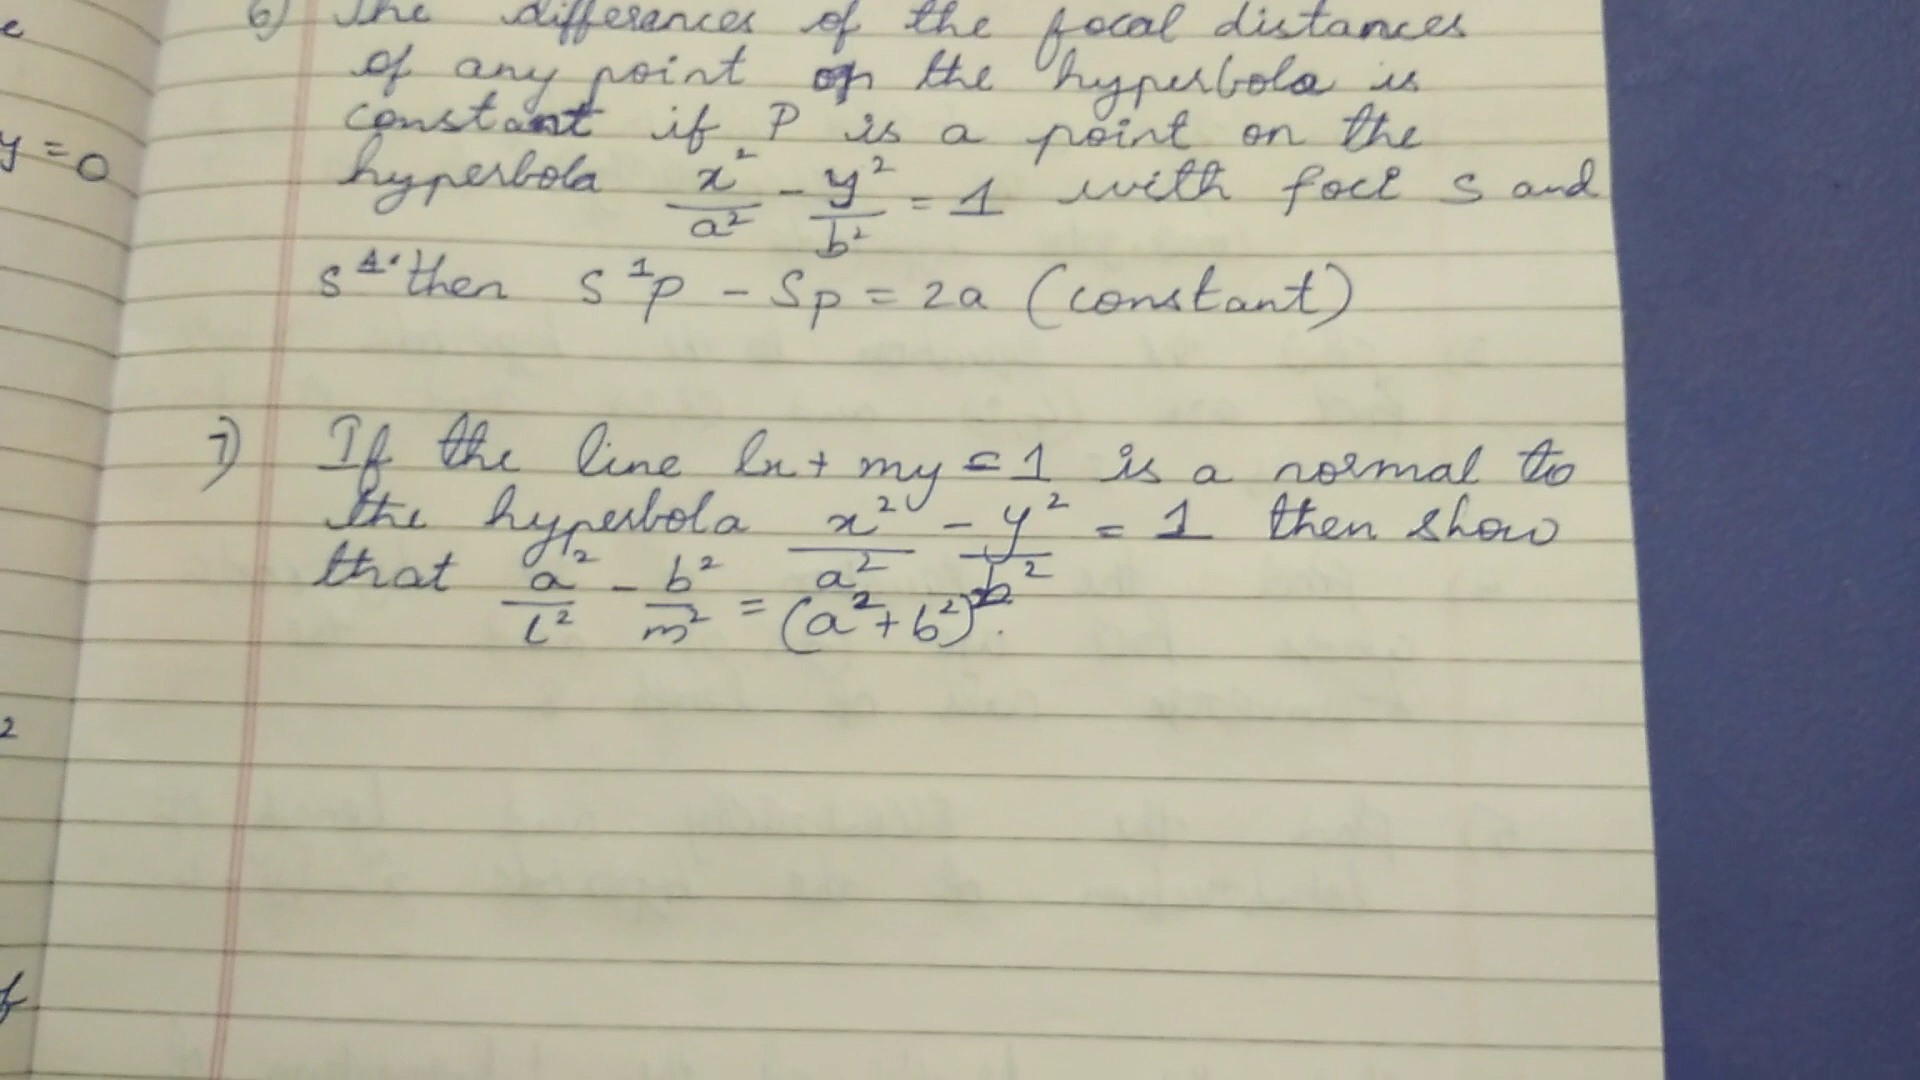 e
y = 0
2
f
6) The differences of the focal distances
of any point on the hyperbola is
constant if P is a point on the
hyperbola x²/a² - y²/b² = 1 with foci S and
S¹. then S¹p - Sp = 2a (constant)
7) If the line lx + my = 1 is a normal to
the hyperbola x²/a² - y²/b² = 1 then show
that a²/l² - b²/m² = (a² + b²)².